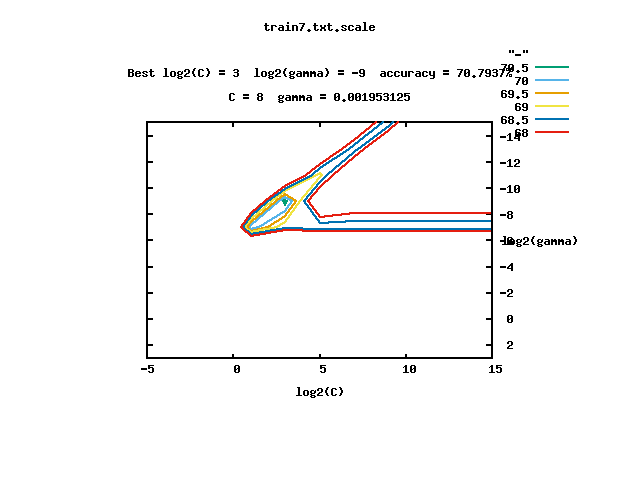 train7.txt.scale
"-"
Best log2(C) = 3 log2(gamma) = -9 accuracy = 70.7937%
70.5
70
69.5
C = 8 gamma = 0.001953125
69
68.5
68
-14
-12
-10
-8
-6
log2(gamma)
-4
-2
0
2
-5 0 5 10 15
log2(C)